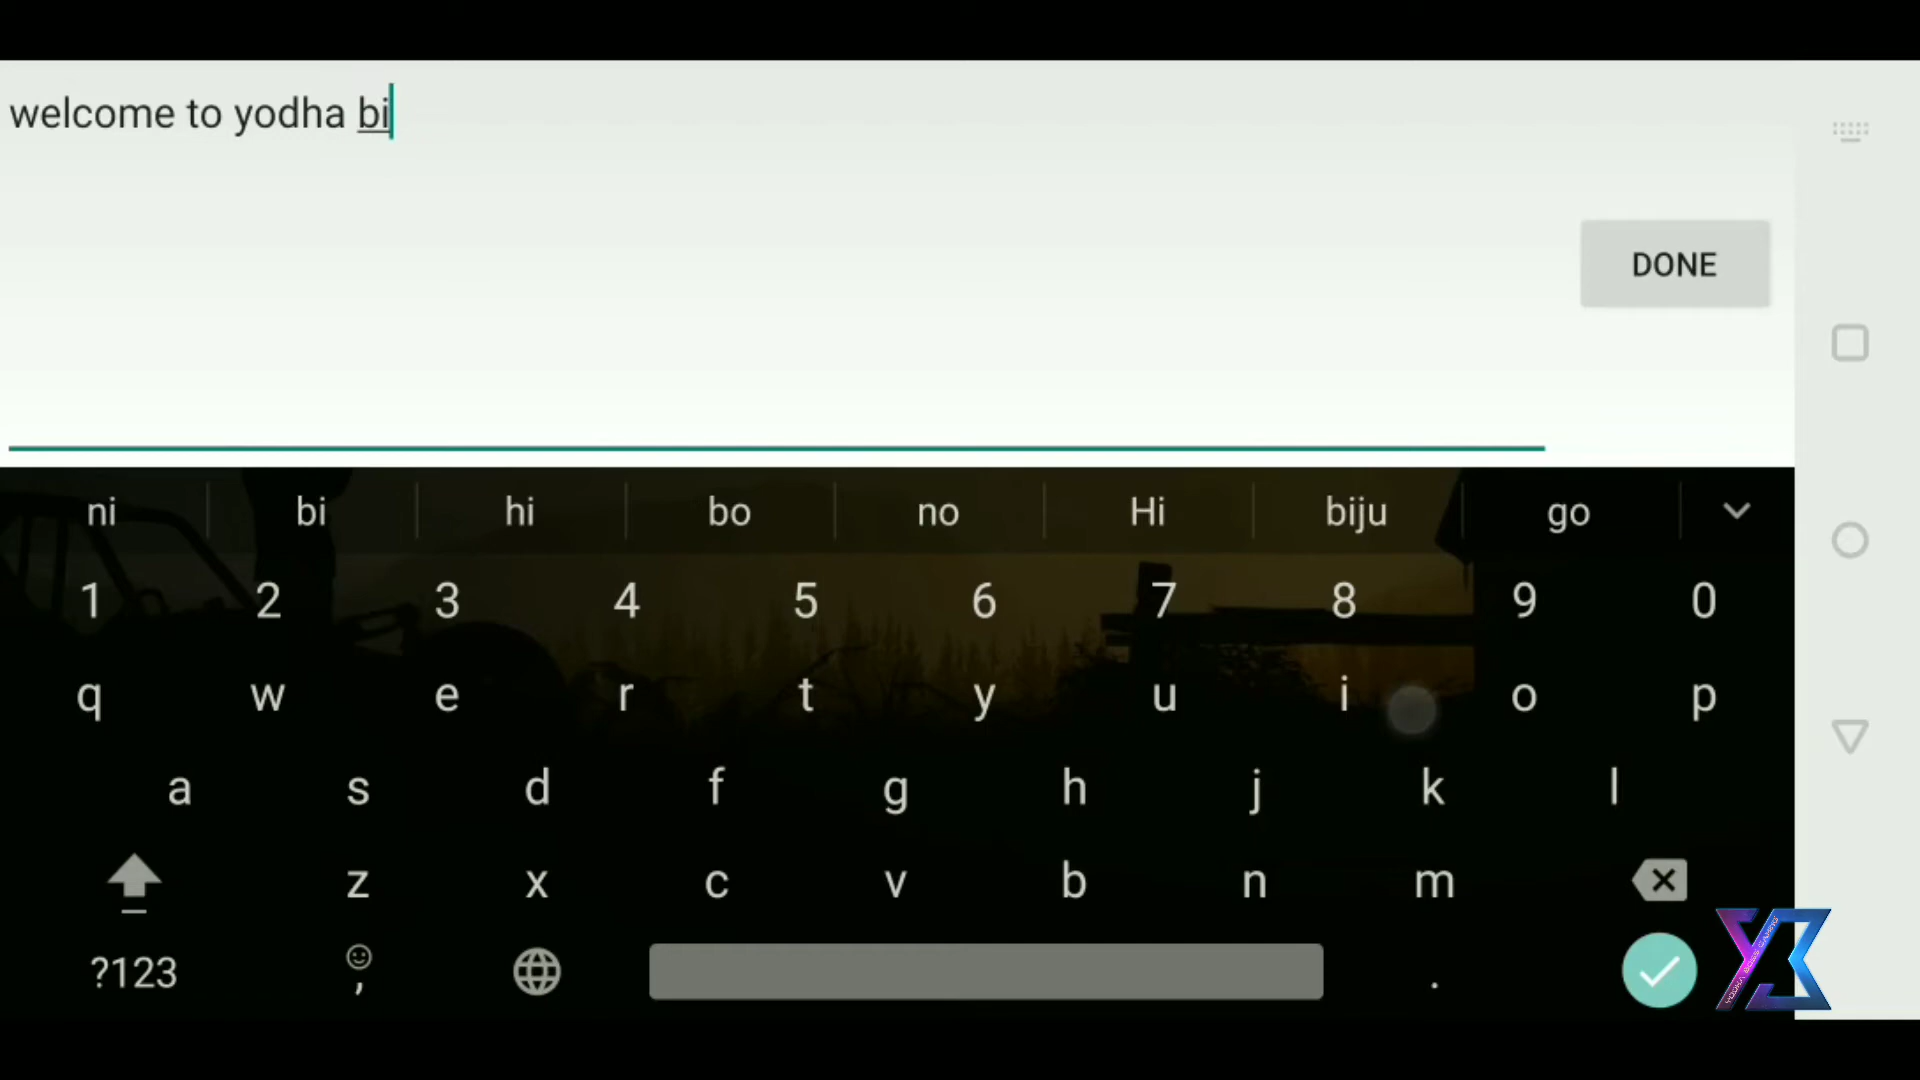 welcome to yodha bi
DONE
ni bi hi bo no Hi biju go
1 2 3 4 5 6 7 8 9 0
q w e r t y u i o p
a s d f g h j k l
z x c v b n m
?123 , .
YB